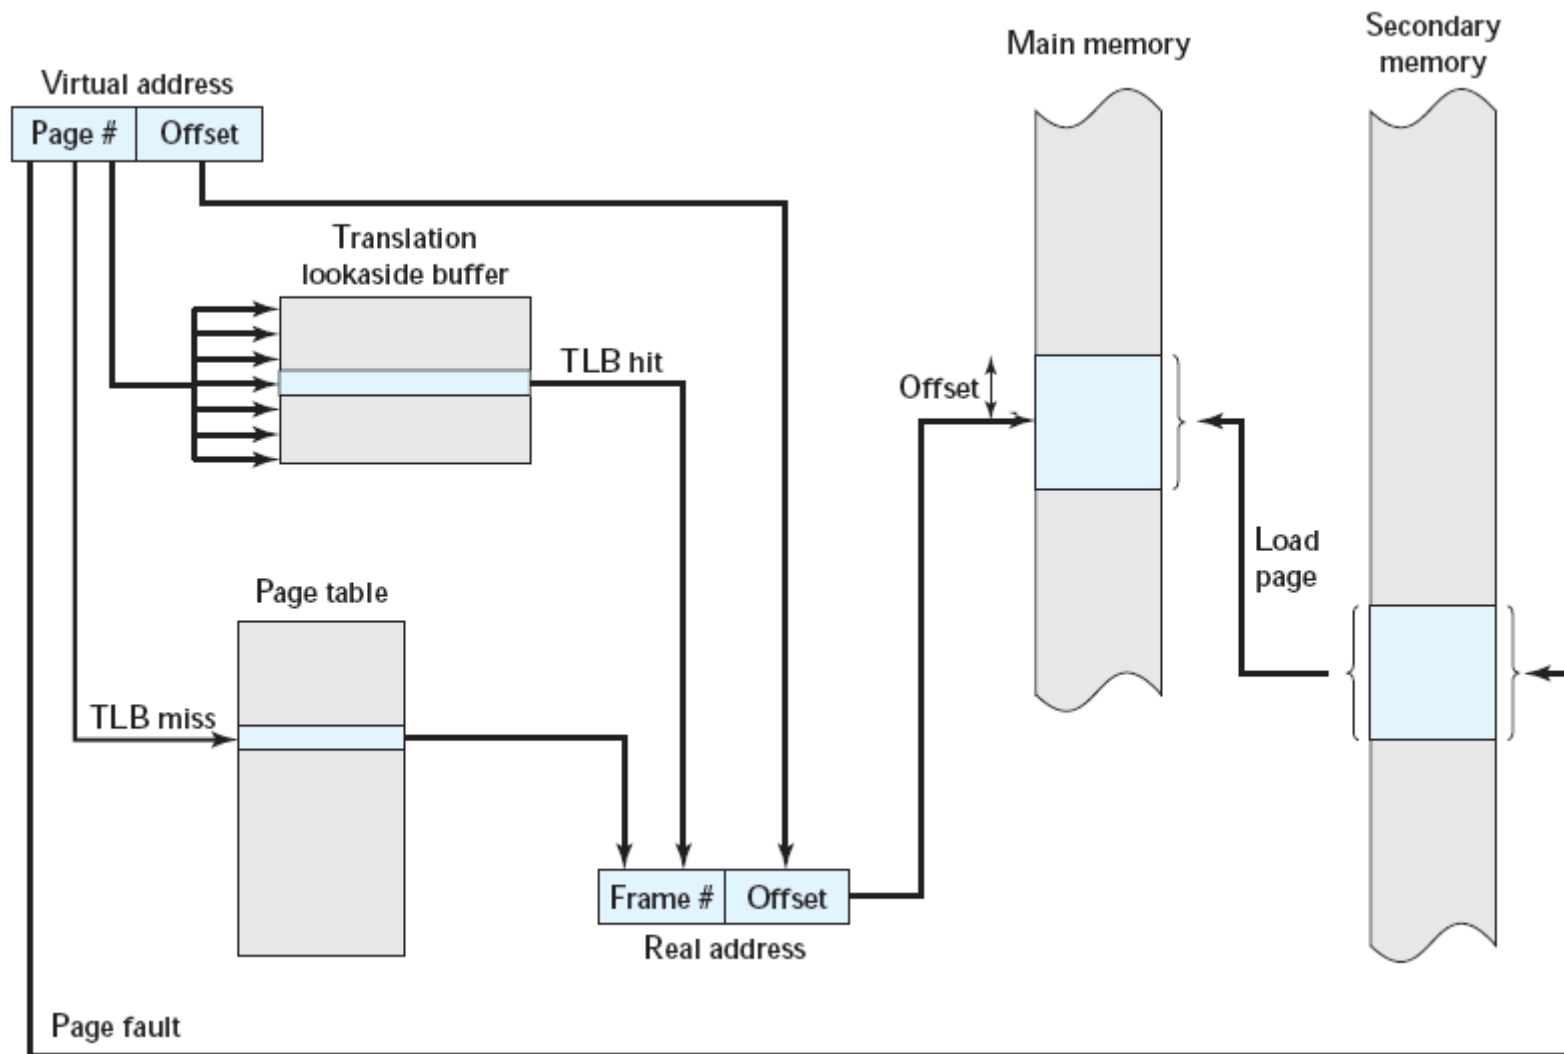 Secondary
memory
Main memory
Virtual address
Page #
Offset
Translation
lookaside buffer
TLB hit
Offset
Load
page
Page table
TLB miss
Frame #
Offset
Real address
Page fault